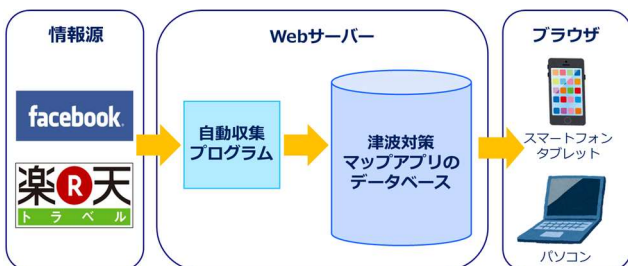 情報源
facebook.
楽R天
トラベル
Webサーバー
自動収集
プログラム
津波対策
マップアプリの
データベース
ブラウザ
スマートフォン
タブレット
パソコン